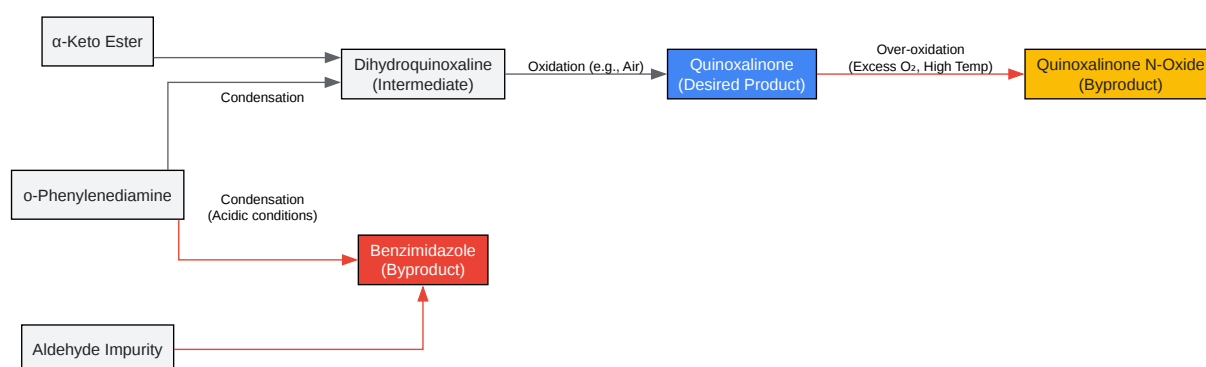 α-Keto Ester
Dihydroquinoxaline
(Intermediate)
Oxidation (e.g., Air)
Quinoxalinone
(Desired Product)
Over-oxidation
(Excess O₂, High Temp)
Quinoxalinone N-Oxide
(Byproduct)
Condensation
o-Phenylenediamine
Condensation
(Acidic conditions)
Benzimidazole
(Byproduct)
Aldehyde Impurity